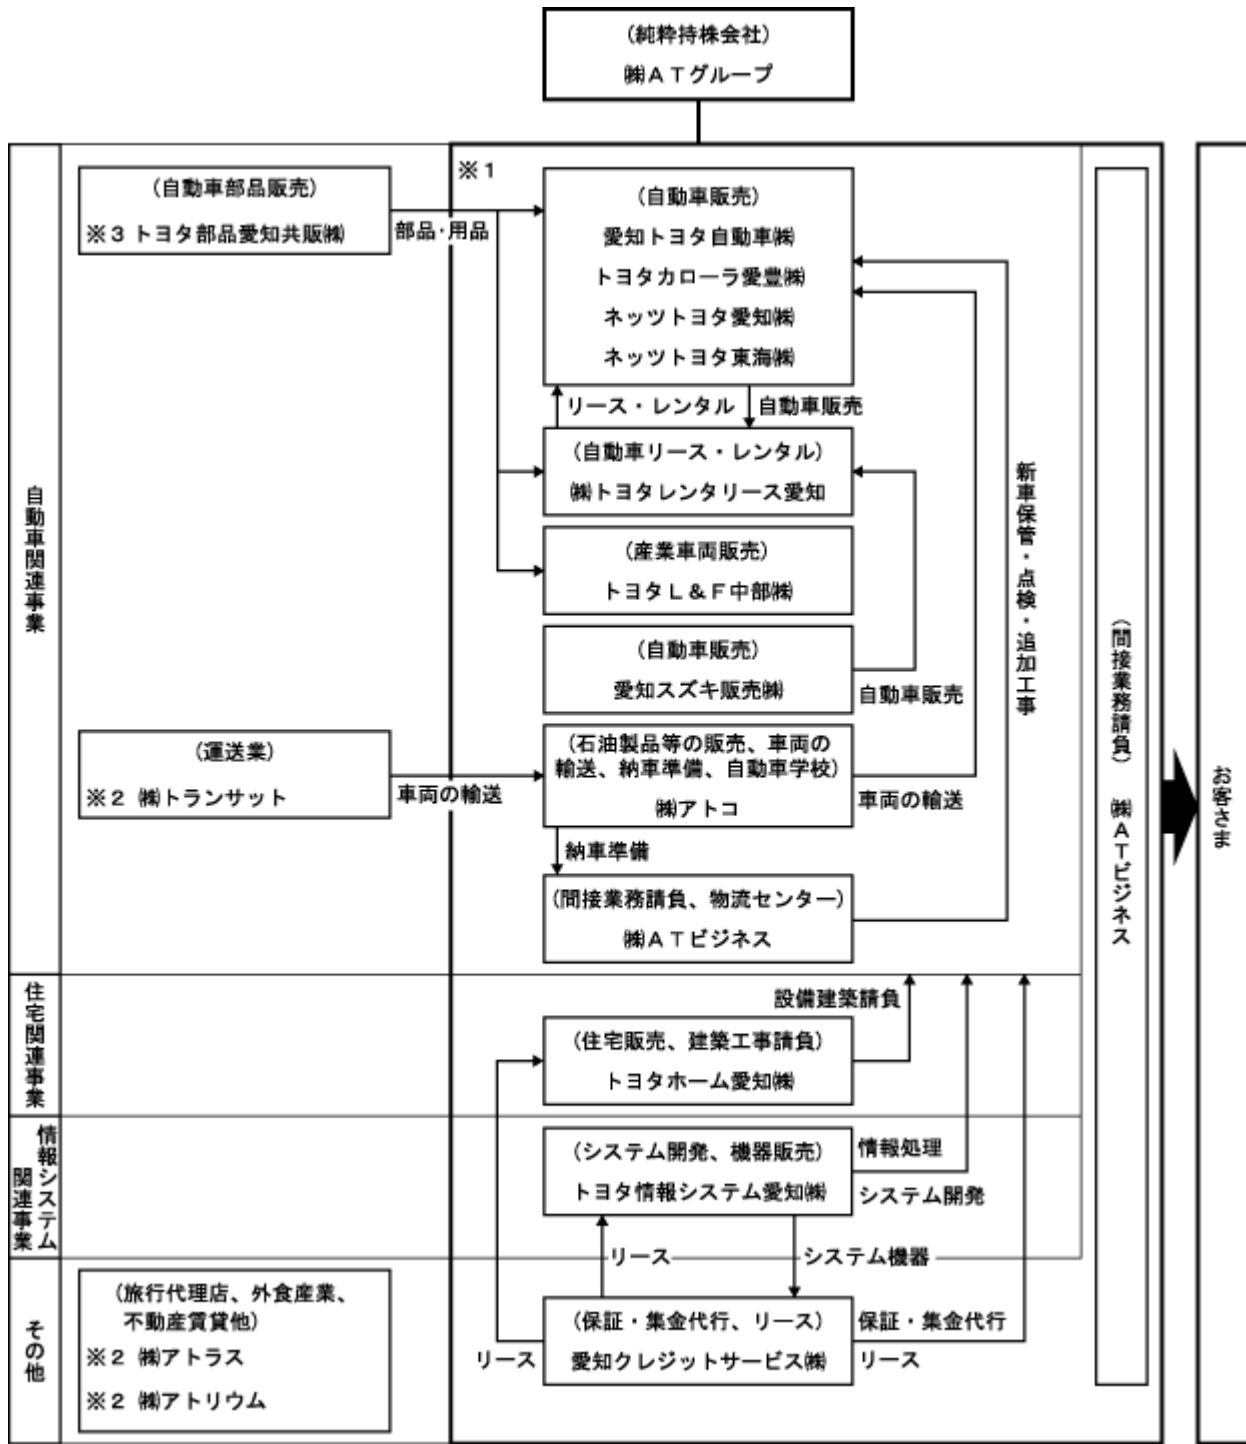 (純粋持株会社)
㈱ＡＴグループ
※１
(自動車部品販売)
※３ トヨタ部品愛知共販㈱
部品・用品
(自動車販売)
愛知トヨタ自動車㈱
トヨタカローラ愛豊㈱
ネッツトヨタ愛知㈱
ネッツトヨタ東海㈱
リース・レンタル
自動車販売
(自動車リース・レンタル)
㈱トヨタレンタリース愛知
(産業車両販売)
トヨタＬ＆Ｆ中部㈱
(自動車販売)
愛知スズキ販売㈱
自動車販売
(運送業)
※２ ㈱トランサット
車両の輸送
(石油製品等の販売、車両の
輸送、納車準備、自動車学校)
㈱アトコ
車両の輸送
納車準備
(間接業務請負、物流センター)
㈱ＡＴビジネス
新車保管・点検・追加工事
自動車関連事業
設備建築請負
(住宅販売、建築工事請負)
トヨタホーム愛知㈱
住宅関連事業
(システム開発、機器販売)
トヨタ情報システム愛知㈱
情報処理
システム開発
情報システム
関連事業
リース
システム機器
(旅行代理店、外食産業、
不動産賃貸他)
※２ ㈱アトラス
※２ ㈱アトリウム
リース
(保証・集金代行、リース)
愛知クレジットサービス㈱
保証・集金代行
リース
その他
(間接業務請負) ㈱ＡＴビジネス
お客さま